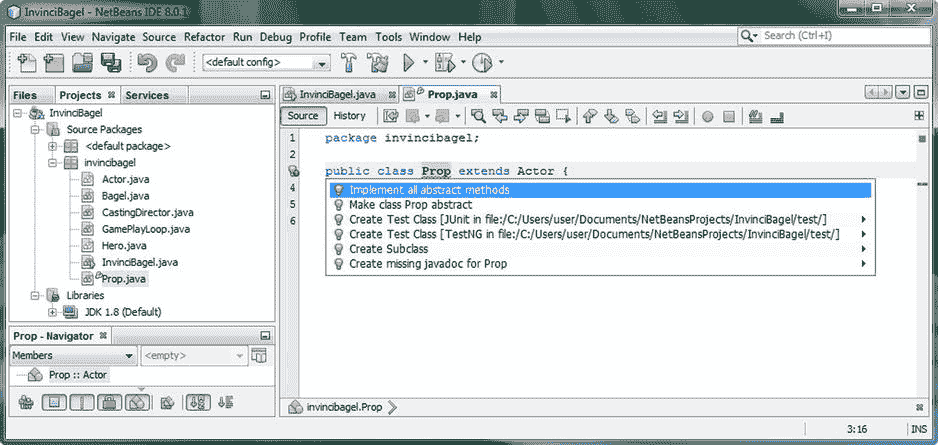 InvinciBagel - NetBeans IDE 8.0.1
File Edit View Navigate Source Refactor Run Debug Profile Team Tools Window Help
Search (Ctrl+I)
<default config>
Files Projects Services
InvinciBagel.java Prop.java
Source History
InvinciBagel
Source Packages
<default package>
invincibagel
Actor.java
Bagel.java
CastingDirector.java
GamePlayLoop.java
Hero.java
InvinciBagel.java
Prop.java
Libraries
JDK 1.8 (Default)
1 package invincibagel;
2
3 public class Prop extends Actor {
4
5
6
Implement all abstract methods
Make class Prop abstract
Create Test Class [JUnit in file:/C:/Users/user/Documents/NetBeansProjects/InvinciBagel/test/]
Create Test Class [TestNG in file:/C:/Users/user/Documents/NetBeansProjects/InvinciBagel/test/]
Create Subclass
Create missing javadoc for Prop
Prop - Navigator
Members <empty>
Prop :: Actor
invincibagel.Prop
3:16 INS